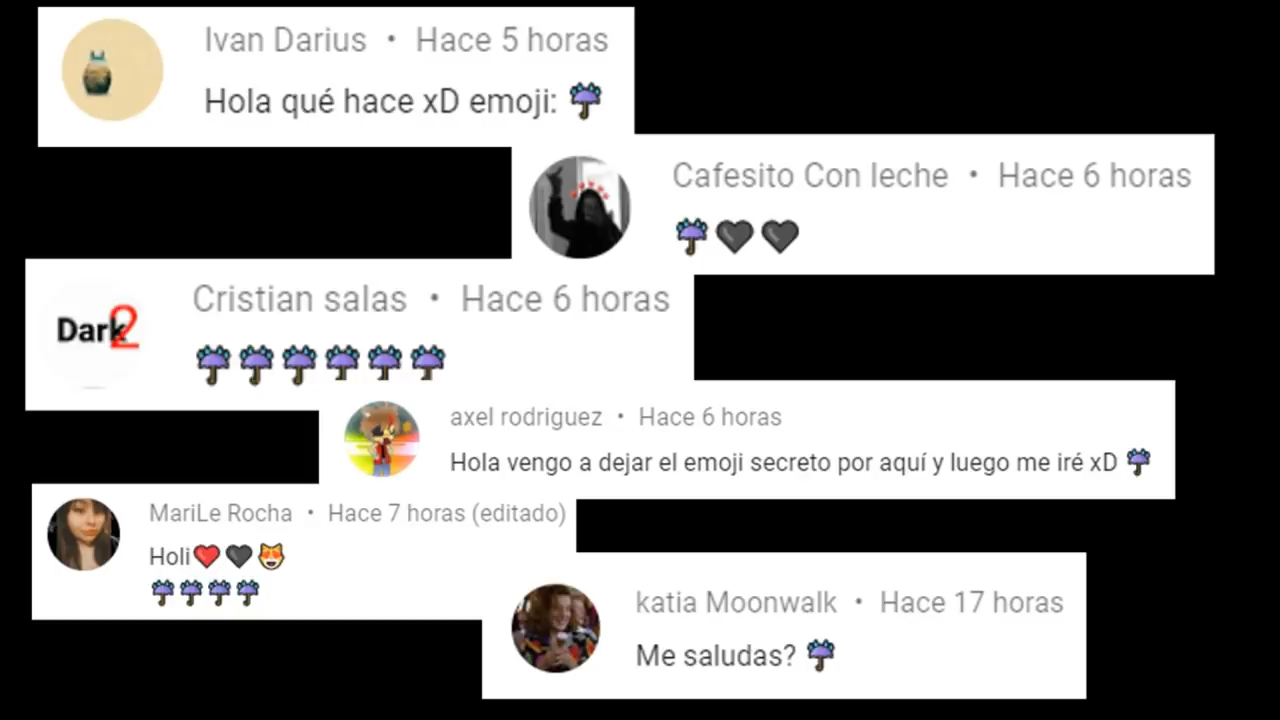 Ivan Darius • Hace 5 horas
Hola qué hace xD emoji: ☔
Cafesito Con leche • Hace 6 horas
☔🖤🖤
Dark2
Cristian salas • Hace 6 horas
☔☔☔☔☔☔
axel rodriguez • Hace 6 horas
Hola vengo a dejar el emoji secreto por aquí y luego me iré xD ☔
MariLe Rocha • Hace 7 horas (editado)
Holi❤️🖤😻
☔☔☔☔
katia Moonwalk • Hace 17 horas
Me saludas? ☔